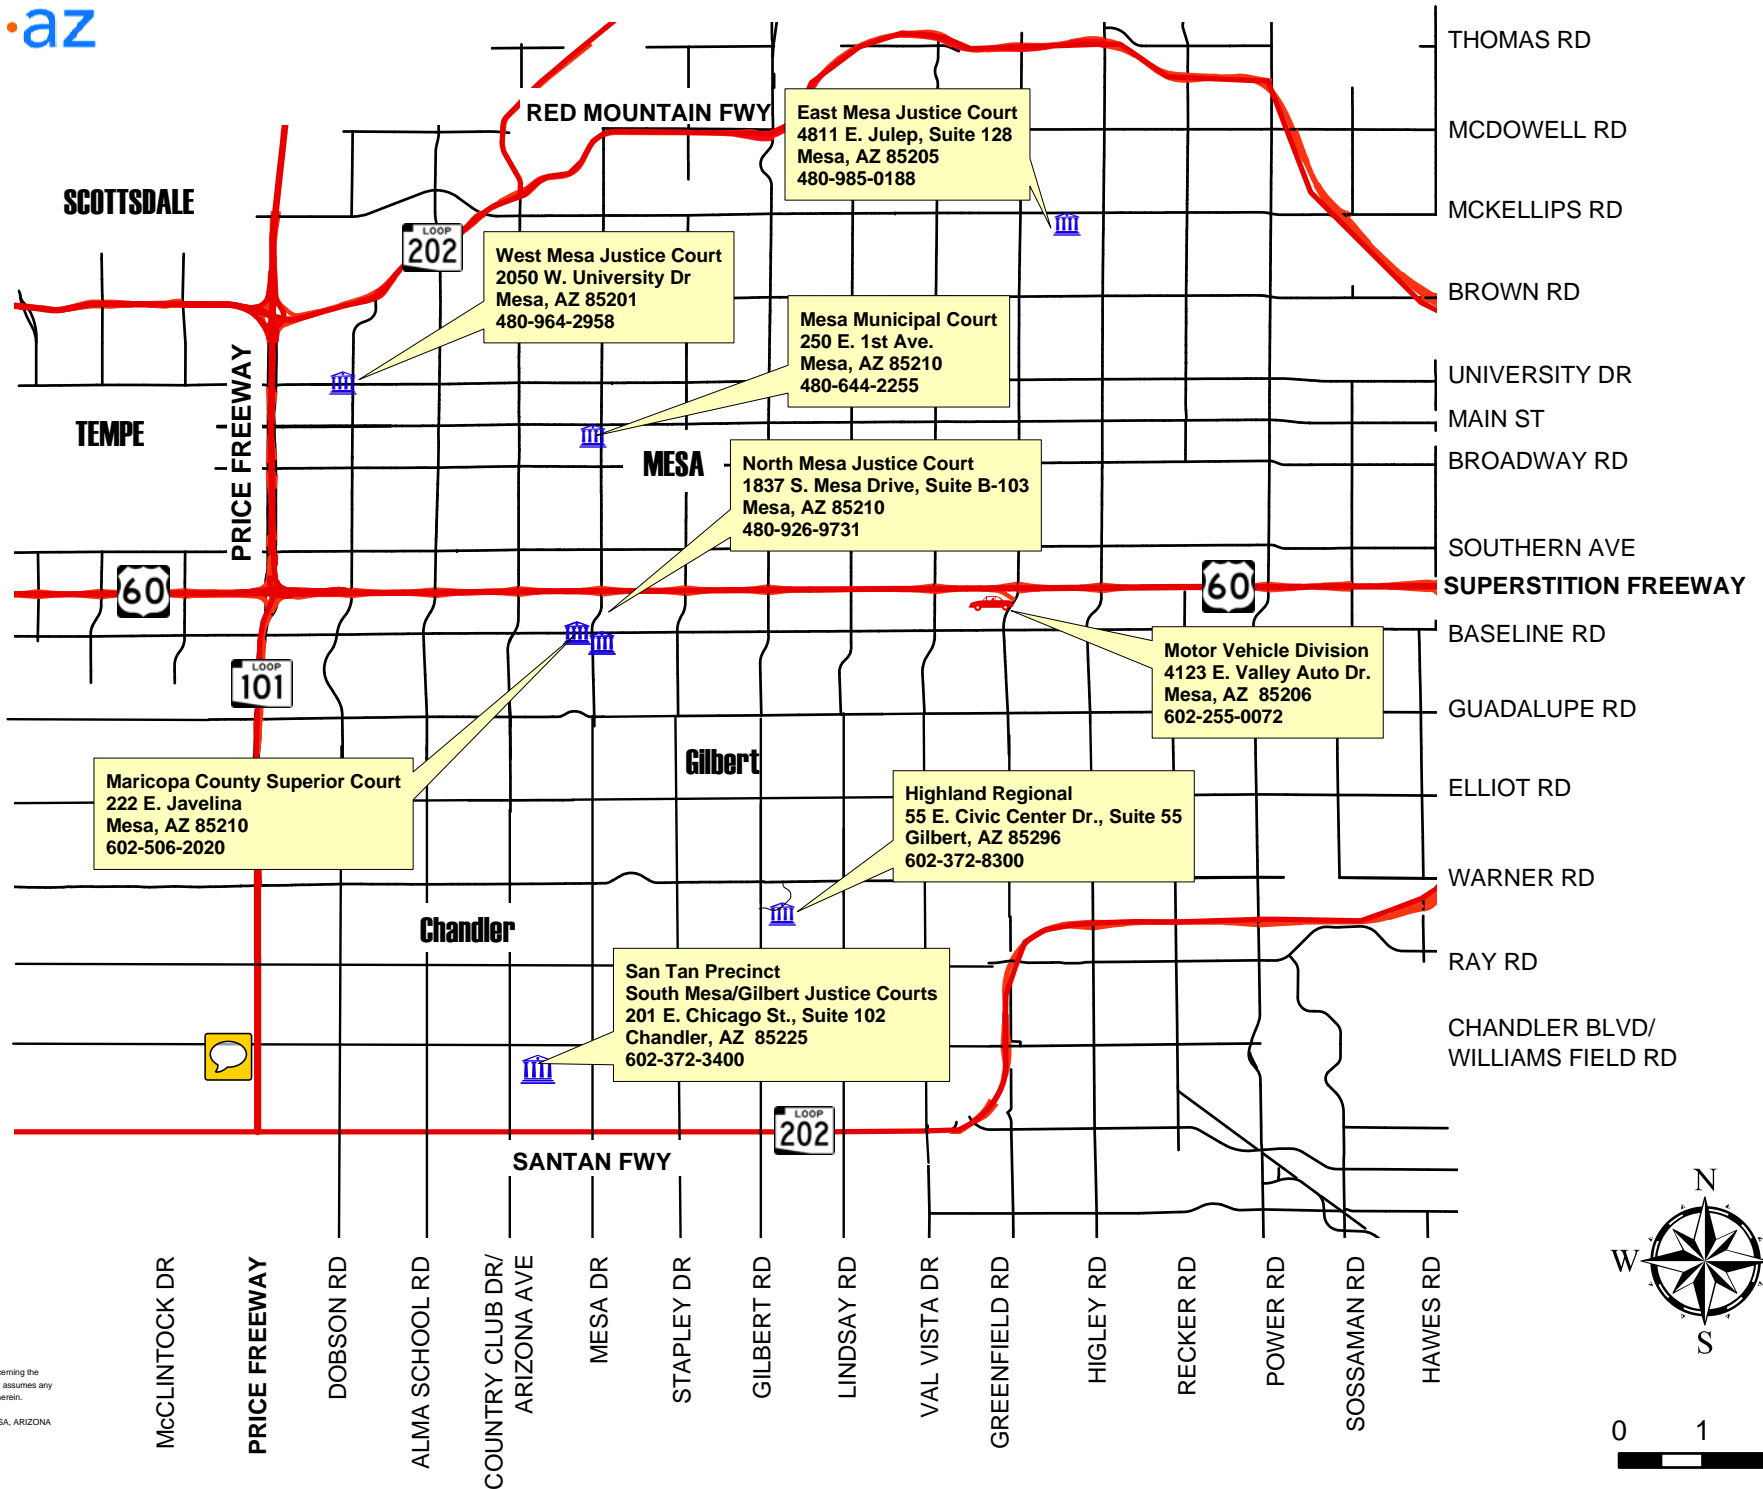 az
THOMAS RD
RED MOUNTAIN FWY
East Mesa Justice Court
4811 E. Julep, Suite 128
Mesa, AZ 85205
480-985-0188
MCDOWELL RD
SCOTTSDALE
MCKELLIPS RD
LOOP
202
West Mesa Justice Court
2050 W. University Dr
Mesa, AZ 85201
480-964-2958
BROWN RD
Mesa Municipal Court
250 E. 1st Ave.
Mesa, AZ 85210
480-644-2255
PRICE FREEWAY
UNIVERSITY DR
MAIN ST
TEMPE
MESA
BROADWAY RD
North Mesa Justice Court
1837 S. Mesa Drive, Suite B-103
Mesa, AZ 85210
480-926-9731
SOUTHERN AVE
60
60
SUPERSTITION FREEWAY
BASELINE RD
Motor Vehicle Division
4123 E. Valley Auto Dr.
Mesa, AZ 85206
602-255-0072
LOOP
101
GUADALUPE RD
Gilbert
Maricopa County Superior Court
222 E. Javelina
Mesa, AZ 85210
602-506-2020
ELLIOT RD
Highland Regional
55 E. Civic Center Dr., Suite 55
Gilbert, AZ 85296
602-372-8300
WARNER RD
Chandler
San Tan Precinct
South Mesa/Gilbert Justice Courts
201 E. Chicago St., Suite 102
Chandler, AZ 85225
602-372-3400
RAY RD
CHANDLER BLVD/
WILLIAMS FIELD RD
LOOP
202
SANTAN FWY
McCLINTOCK DR
PRICE FREEWAY
DOBSON RD
ALMA SCHOOL RD
COUNTRY CLUB DR/
ARIZONA AVE
MESA DR
STAPLEY DR
GILBERT RD
LINDSAY RD
VAL VISTA DR
GREENFIELD RD
HIGLEY RD
RECKER RD
POWER RD
SOSSAMAN RD
HAWES RD
N
W
S
0 1
erning the
assumes any
erein.
SA, ARIZONA